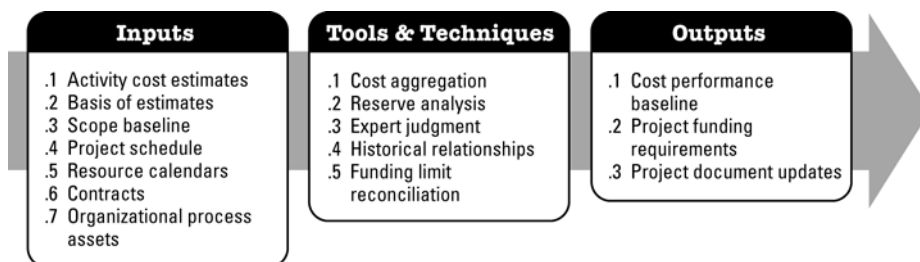 Inputs
.1 Activity cost estimates
.2 Basis of estimates
.3 Scope baseline
.4 Project schedule
.5 Resource calendars
.6 Contracts
.7 Organizational process
assets
Tools & Techniques
.1 Cost aggregation
.2 Reserve analysis
.3 Expert judgment
.4 Historical relationships
.5 Funding limit
reconciliation
Outputs
.1 Cost performance
baseline
.2 Project funding
requirements
.3 Project document updates